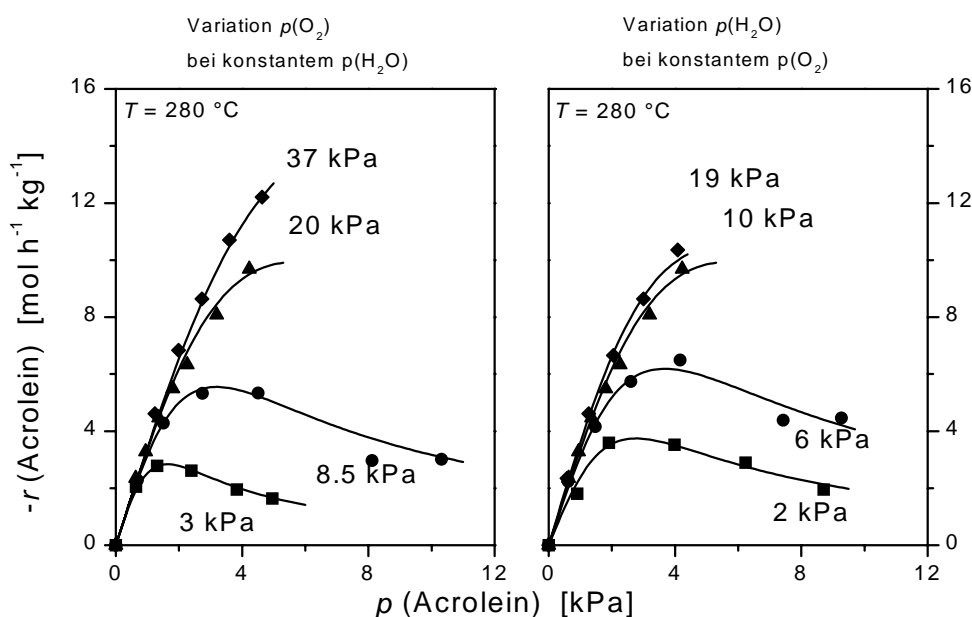 Variation p(O₂)
bei konstantem p(H₂O)
Variation p(H₂O)
bei konstantem p(O₂)
16
12
8
4
0
-r (Acrolein) [mol h⁻¹ kg⁻¹]
T = 280 °C
37 kPa
20 kPa
8.5 kPa
3 kPa
0 4 8 12
T = 280 °C
19 kPa
10 kPa
6 kPa
2 kPa
0 4 8 12
16
12
8
4
0
p (Acrolein) [kPa]